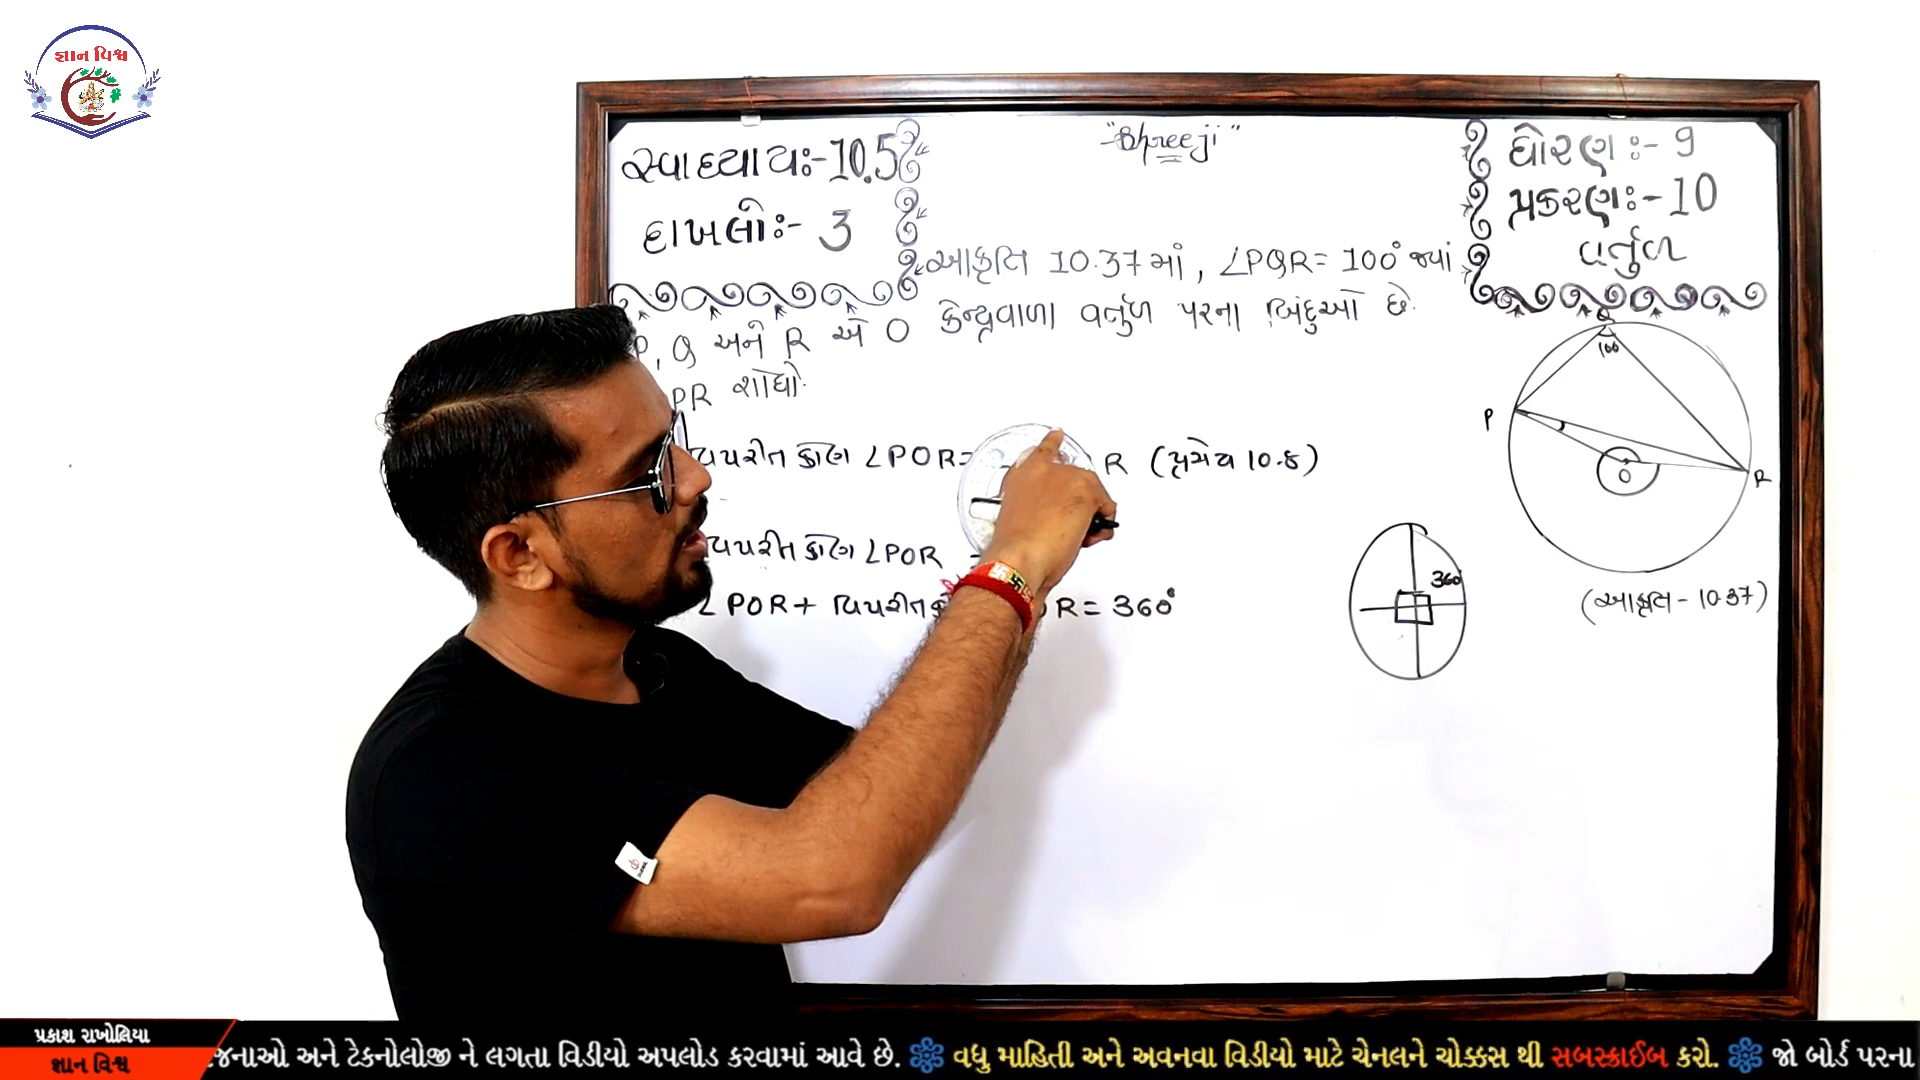 જ્ઞાન વિશ્વ
સ્વાધ્યાયઃ-10.5
દાખલોઃ- 3
"Shreeji"
ધોરણઃ- 9
પ્રકરણઃ-10
વર્તુળ
આકૃતિ 10.37માં, ∠PQR = 100° જ્યાં
P, Q અને R એ O કેન્દ્રવાળા વર્તુળ પરના બિંદુઓ છે.
PR શોધો.
વિપરીત કોણ ∠POR= R (પ્રમેય 10.8)
વિપરીત કોણ ∠POR
∠POR + વિપરીત R = 360°
Q
100
P
O
R
360
(આકૃતિ - 10.37)
પ્રકાશ રાખોલિયા
જ્ઞાન વિશ્વ
જનાઓ અને ટેકનોલોજી ને લગતા વિડીયો અપલોડ કરવામાં આવે છે. વધુ માહિતી અને અવનવા વિડીયો માટે ચેનલને ચોક્કસ થી સબસ્ક્રાઈબ કરો. જો બોર્ડ પરના